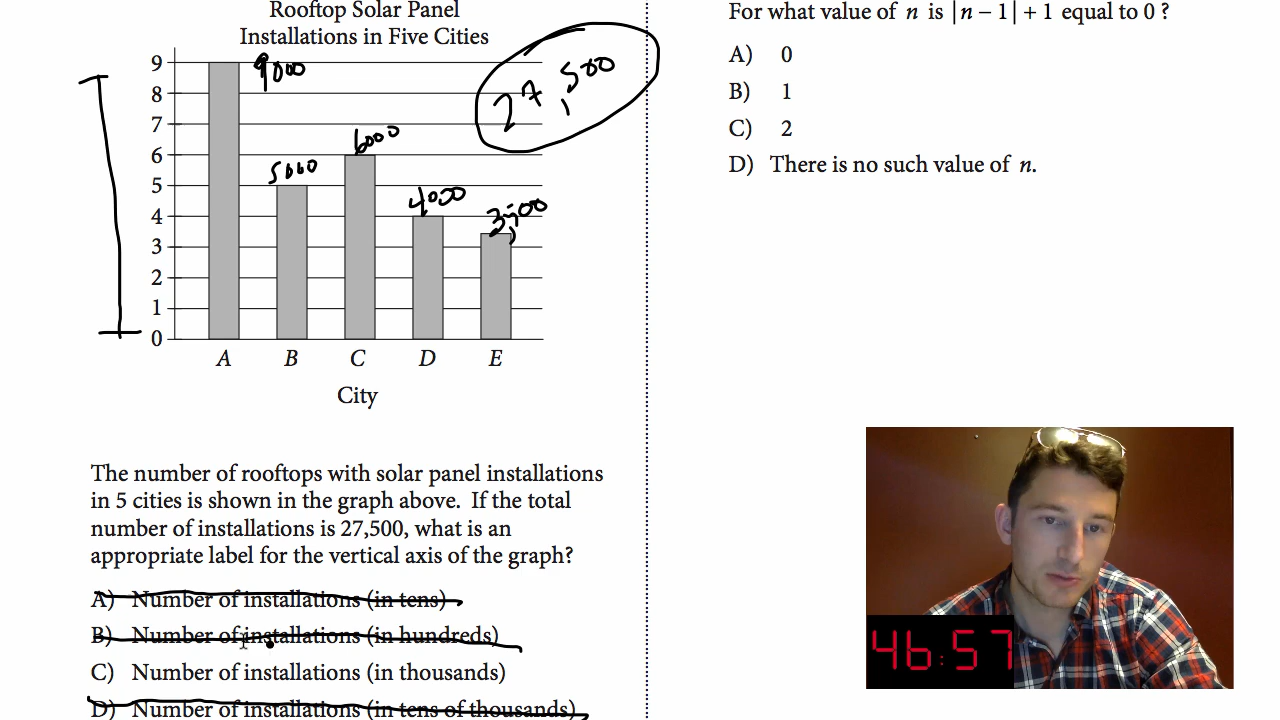 Rooftop Solar Panel
Installations in Five Cities
9
8
7
6
5
4
3
2
1
0
9000
5000
6000
4000
3,500
27,500
A B C D E
City
The number of rooftops with solar panel installations
in 5 cities is shown in the graph above. If the total
number of installations is 27,500, what is an
appropriate label for the vertical axis of the graph?
A) Number of installations (in tens)
B) Number of installations (in hundreds)
C) Number of installations (in thousands)
D) Number of installations (in tens of thousands)
For what value of n is |n − 1| + 1 equal to 0 ?
A) 0
B) 1
C) 2
D) There is no such value of n.
46:57